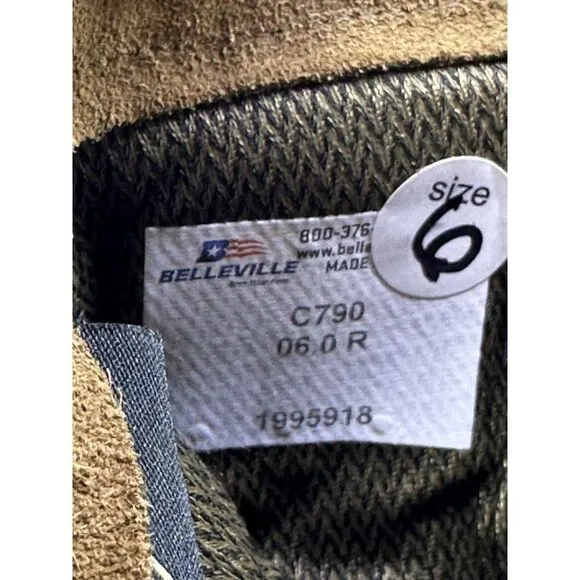 size
6
800-376-
www.belle
BELLEVILLE
MADE
C790
06.0 R
1995918